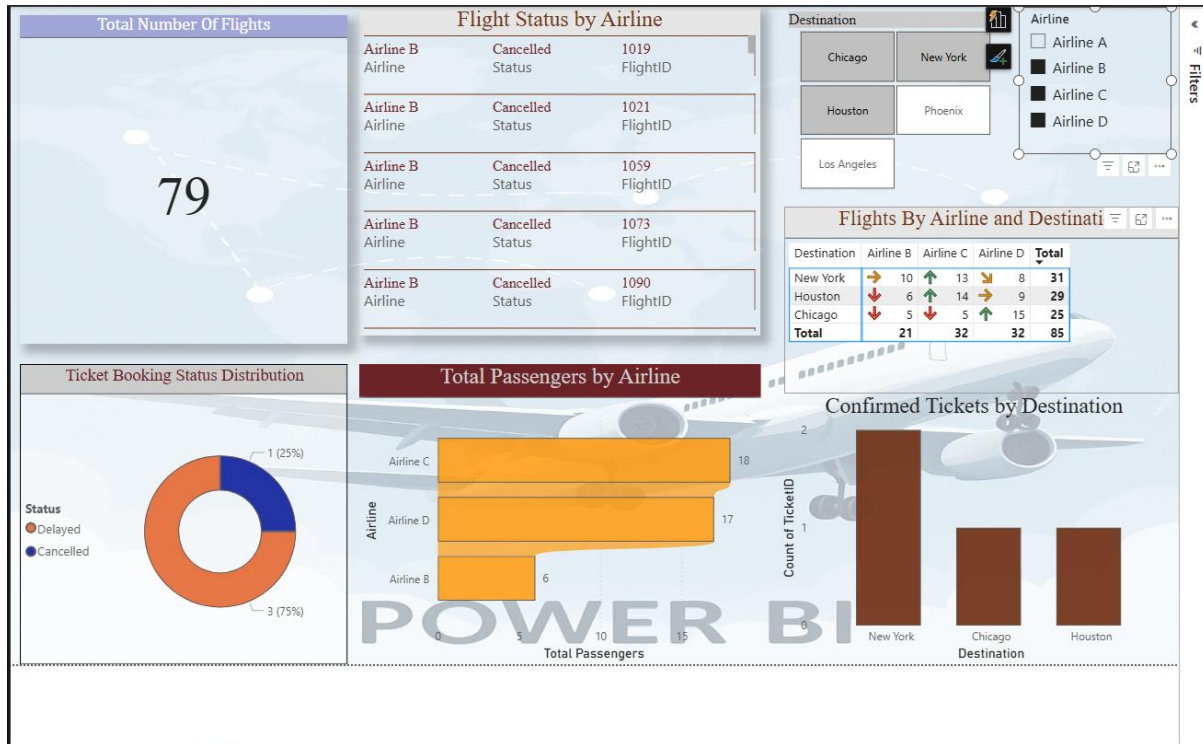 Total Number Of Flights
79
Flight Status by Airline
Airline B Cancelled 1019
Airline Status FlightID
Airline B Cancelled 1021
Airline Status FlightID
Airline B Cancelled 1059
Airline Status FlightID
Airline B Cancelled 1073
Airline Status FlightID
Airline B Cancelled 1090
Airline Status FlightID
Destination
Chicago New York
Houston Phoenix
Los Angeles
Airline
Airline A
Airline B
Airline C
Airline D
Filters
Flights By Airline and Destinati
Destination Airline B Airline C Airline D Total
New York 10 13 8 31
Houston 6 14 9 29
Chicago 5 5 15 25
Total 21 32 32 85
Ticket Booking Status Distribution
1 (25%)
Status
Delayed
Cancelled
3 (75%)
Total Passengers by Airline
Airline
Airline C 18
Airline D 17
Airline B 6
0 5 10 15
Total Passengers
POWER BI
Confirmed Tickets by Destination
Count of TicketID
2
1
0
New York Chicago Houston
Destination